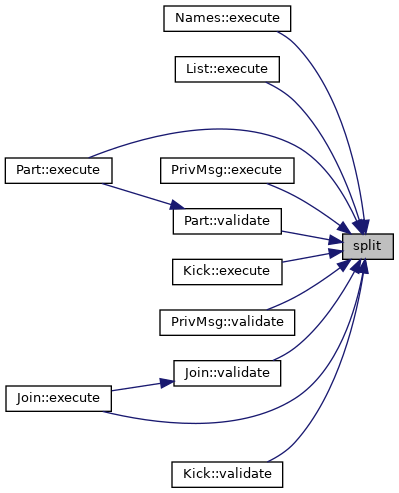 Names::execute
List::execute
Part::execute
PrivMsg::execute
Part::validate
split
Kick::execute
PrivMsg::validate
Join::validate
Join::execute
Kick::validate